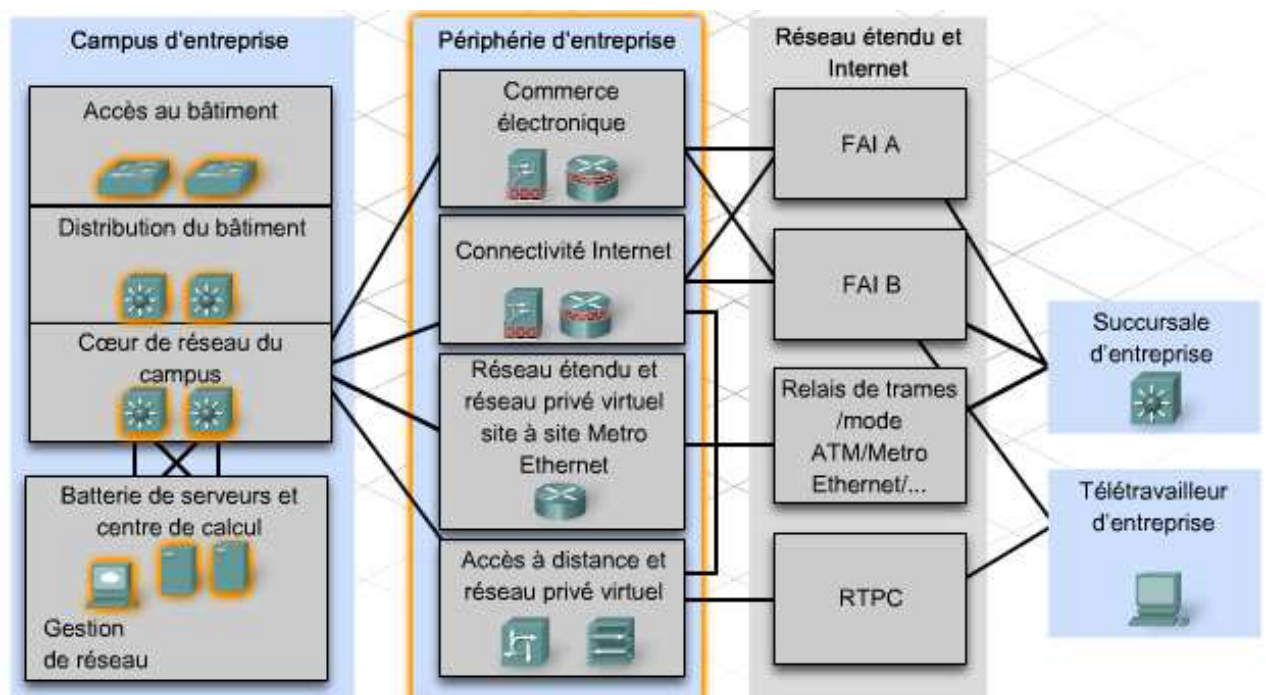 Campus d'entreprise
Accès au bâtiment
Distribution du bâtiment
Cœur de réseau du
campus
Batterie de serveurs et
centre de calcul
Gestion
de réseau
Périphérie d'entreprise
Commerce
électronique
Connectivité Internet
Réseau étendu et
réseau privé virtuel
site à site Metro
Ethernet
Accès à distance et
réseau privé virtuel
Réseau étendu et
Internet
FAI A
FAI B
Relais de trames
/mode
ATM/Metro
Ethernet/...
RTPC
Succursale
d'entreprise
Télétravailleur
d'entreprise